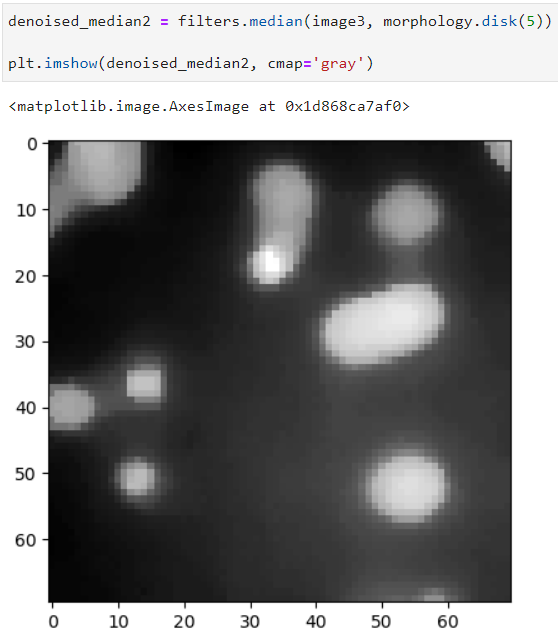 denoised_median2 = filters.median(image3, morphology.disk(5))
plt.imshow(denoised_median2, cmap='gray')
<matplotlib.image.AxesImage at 0x1d868ca7af0>
0
10
20
30
40
50
60
0 10 20 30 40 50 60